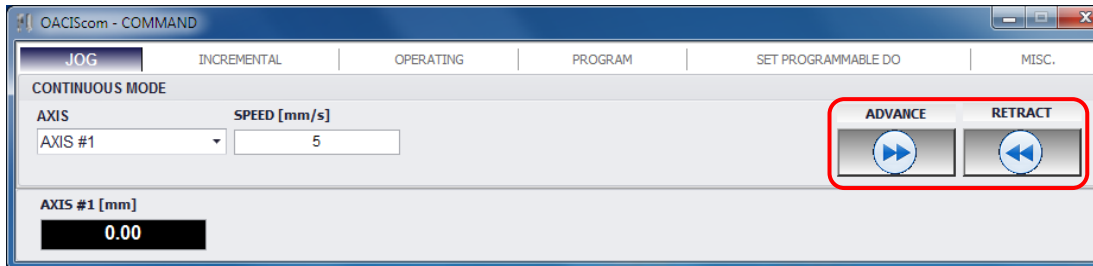 OACIScom - COMMAND
JOG INCREMENTAL OPERATING PROGRAM SET PROGRAMMABLE DO MISC.
CONTINUOUS MODE
AXIS SPEED [mm/s] ADVANCE RETRACT
AXIS #1 5
AXIS #1 [mm]
0.00